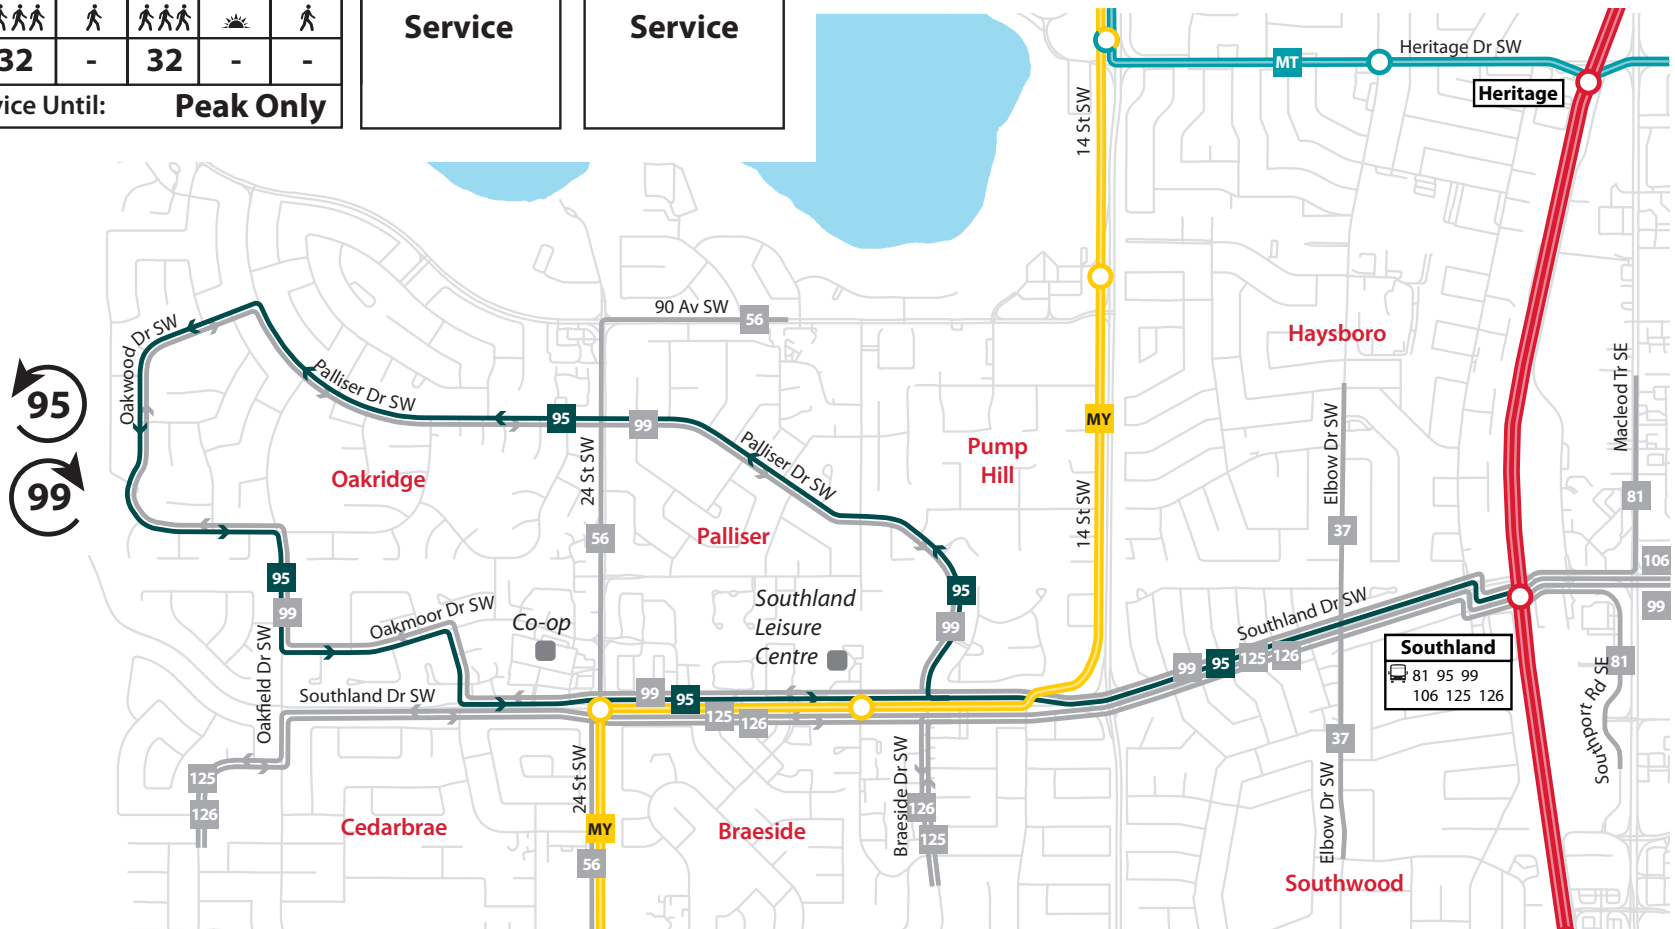 Service
Service
32
-
32
-
-
vice Until: Peak Only
Heritage Dr SW
MT
Heritage
14 St SW
90 Av SW
56
Haysboro
Oakwood Dr SW
Palliser Dr SW
95
99
95
99
MY
Macleod Tr SE
Elbow Dr SW
Pump
Hill
Palliser Dr SW
24 St SW
Oakridge
14 St SW
81
Palliser
56
37
106
95
99
95
99
Southland
Leisure
Centre
Co-op
Oakmoor Dr SW
99
Southland Dr SW
Oakfield Dr SW
Southland Dr SW
99
95
125
126
Southland
81 95 99
106 125 126
81
Southport Rd SE
99
95
125
126
37
24 St SW
Braeside Dr SW
125
126
Cedarbrae
MY
56
Braeside
126
125
Elbow Dr SW
Southwood